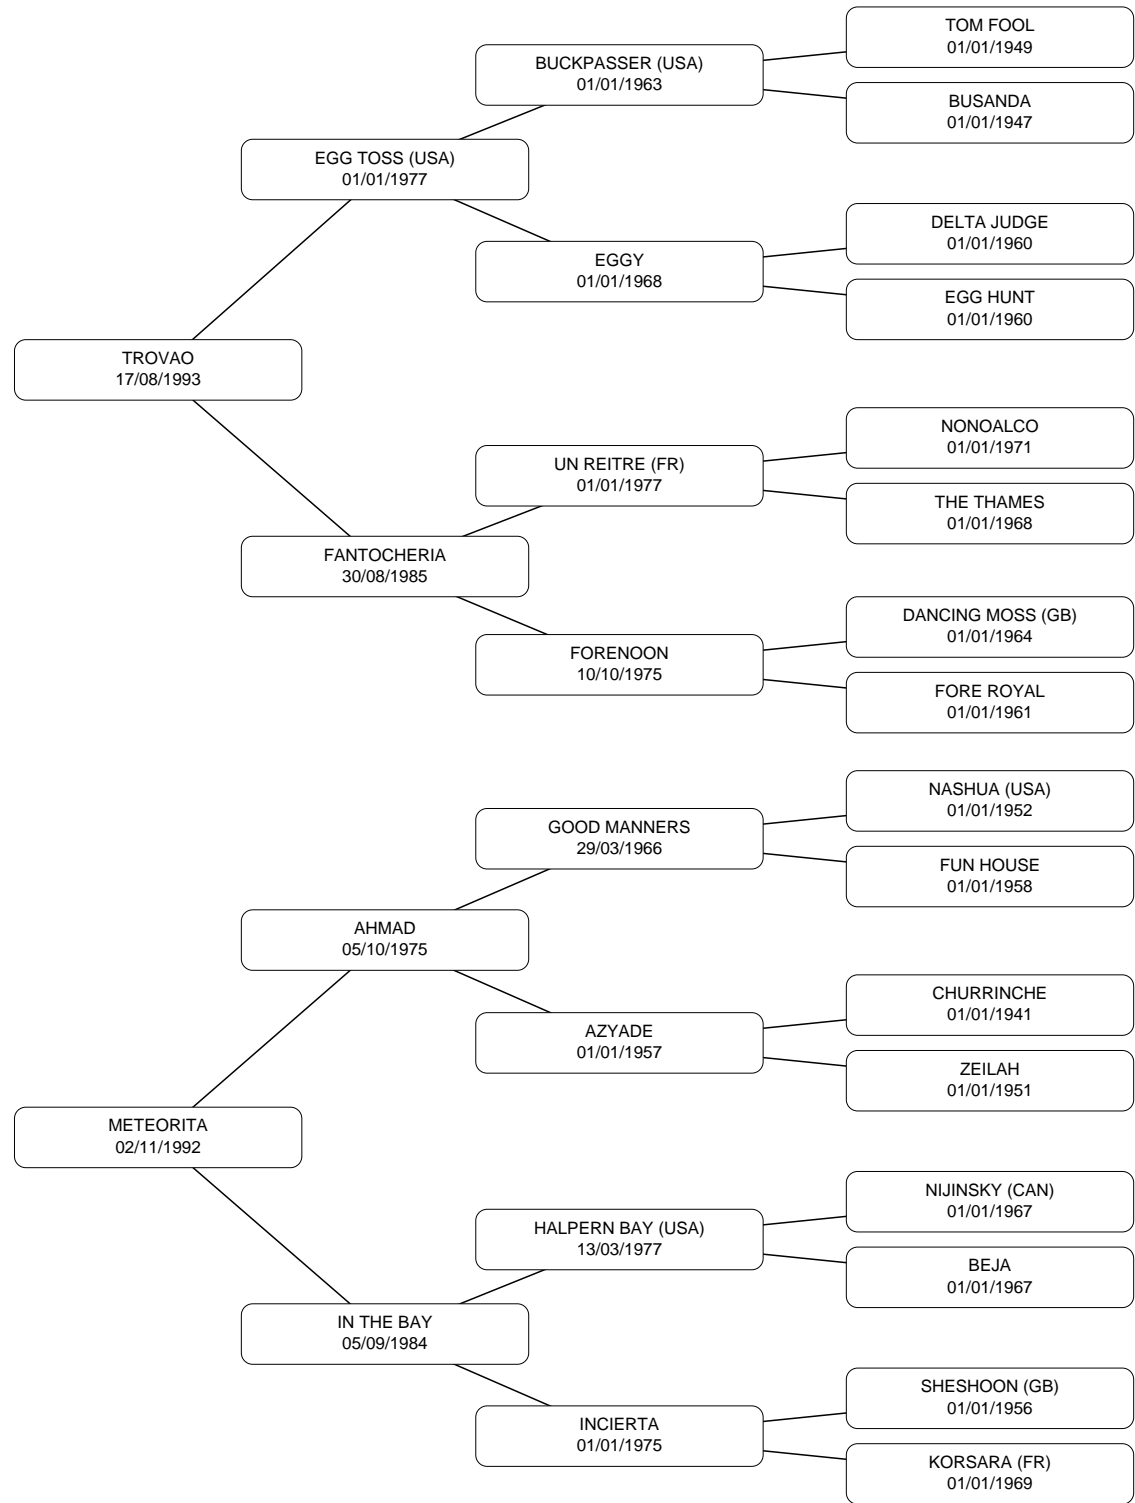 TOM FOOL
01/01/1949
BUCKPASSER (USA)
01/01/1963
BUSANDA
01/01/1947
EGG TOSS (USA)
01/01/1977
DELTA JUDGE
01/01/1960
EGGY
01/01/1968
EGG HUNT
01/01/1960
TROVAO
17/08/1993
NONOALCO
01/01/1971
UN REITRE (FR)
01/01/1977
THE THAMES
01/01/1968
FANTOCHERIA
30/08/1985
DANCING MOSS (GB)
01/01/1964
FORENOON
10/10/1975
FORE ROYAL
01/01/1961
NASHUA (USA)
01/01/1952
GOOD MANNERS
29/03/1966
FUN HOUSE
01/01/1958
AHMAD
05/10/1975
CHURRINCHE
01/01/1941
AZYADE
01/01/1957
ZEILAH
01/01/1951
METEORITA
02/11/1992
NIJINSKY (CAN)
01/01/1967
HALPERN BAY (USA)
13/03/1977
BEJA
01/01/1967
IN THE BAY
05/09/1984
SHESHOON (GB)
01/01/1956
INCIERTA
01/01/1975
KORSARA (FR)
01/01/1969